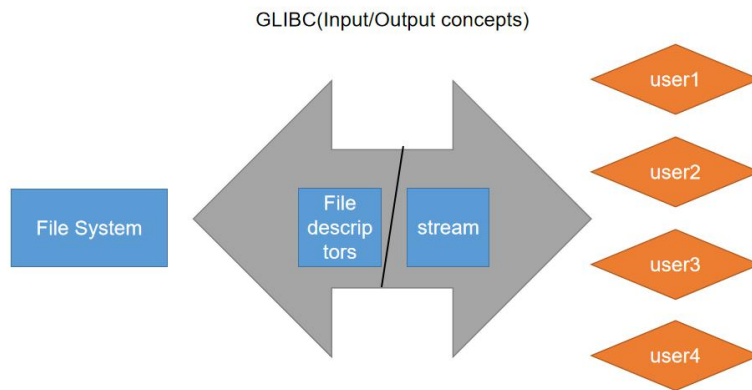 GLIBC(Input/Output concepts)
user1
user2
File System
File
descrip
tors
stream
user3
user4